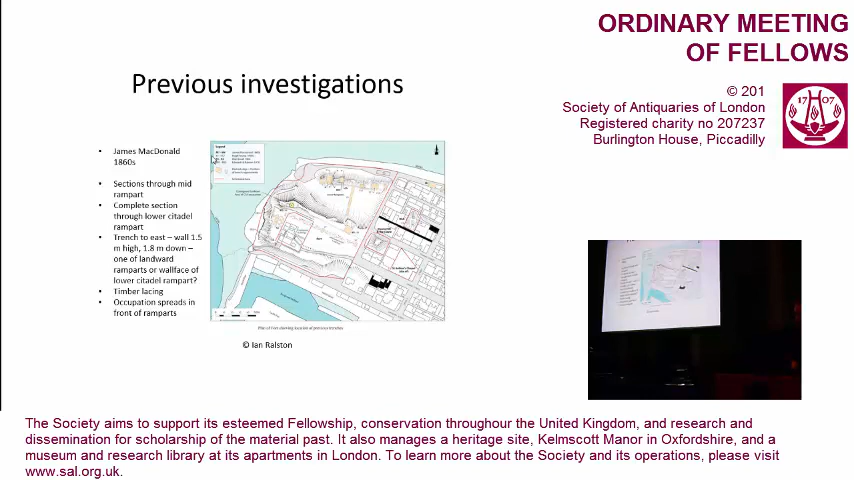 ORDINARY MEETING
OF FELLOWS
© 201
Society of Antiquaries of London
Registered charity no 207237
Burlington House, Piccadilly
17 07
Previous investigations
• James MacDonald
1860s
• Sections through mid
rampart
• Complete section
through lower citadel
rampart
• Trench to east – wall 1.5
m high, 1.8 m down –
one of landward
ramparts or wallface of
lower citadel rampart?
• Timber lacing
• Occupation spreads in
front of ramparts
© Ian Ralston
The Society aims to support its esteemed Fellowship, conservation throughour the United Kingdom, and research and
dissemination for scholarship of the material past. It also manages a heritage site, Kelmscott Manor in Oxfordshire, and a
museum and research library at its apartments in London. To learn more about the Society and its operations, please visit
www.sal.org.uk.